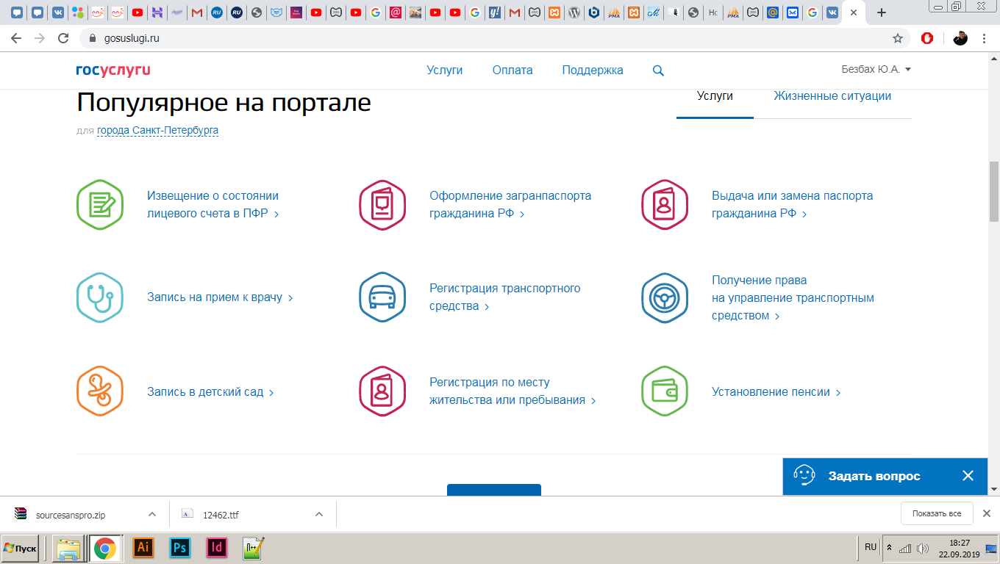 gosuslugi.ru
госуслуги
Услуги
Оплата
Поддержка
Безбах Ю.А.
Популярное на портале
Услуги
Жизненные ситуации
для города Санкт-Петербурга
Извещение о состоянии
лицевого счета в ПФР
Оформление загранпаспорта
гражданина РФ
Выдача или замена паспорта
гражданина РФ
Запись на прием к врачу
Регистрация транспортного
средства
Получение права
на управление транспортным
средством
Запись в детский сад
Регистрация по месту
жительства или пребывания
Установление пенсии
Задать вопрос
sourcesanspro.zip
12462.ttf
Показать все
Пуск
Ai
Ps
Id
RU
18:27
22.09.2019